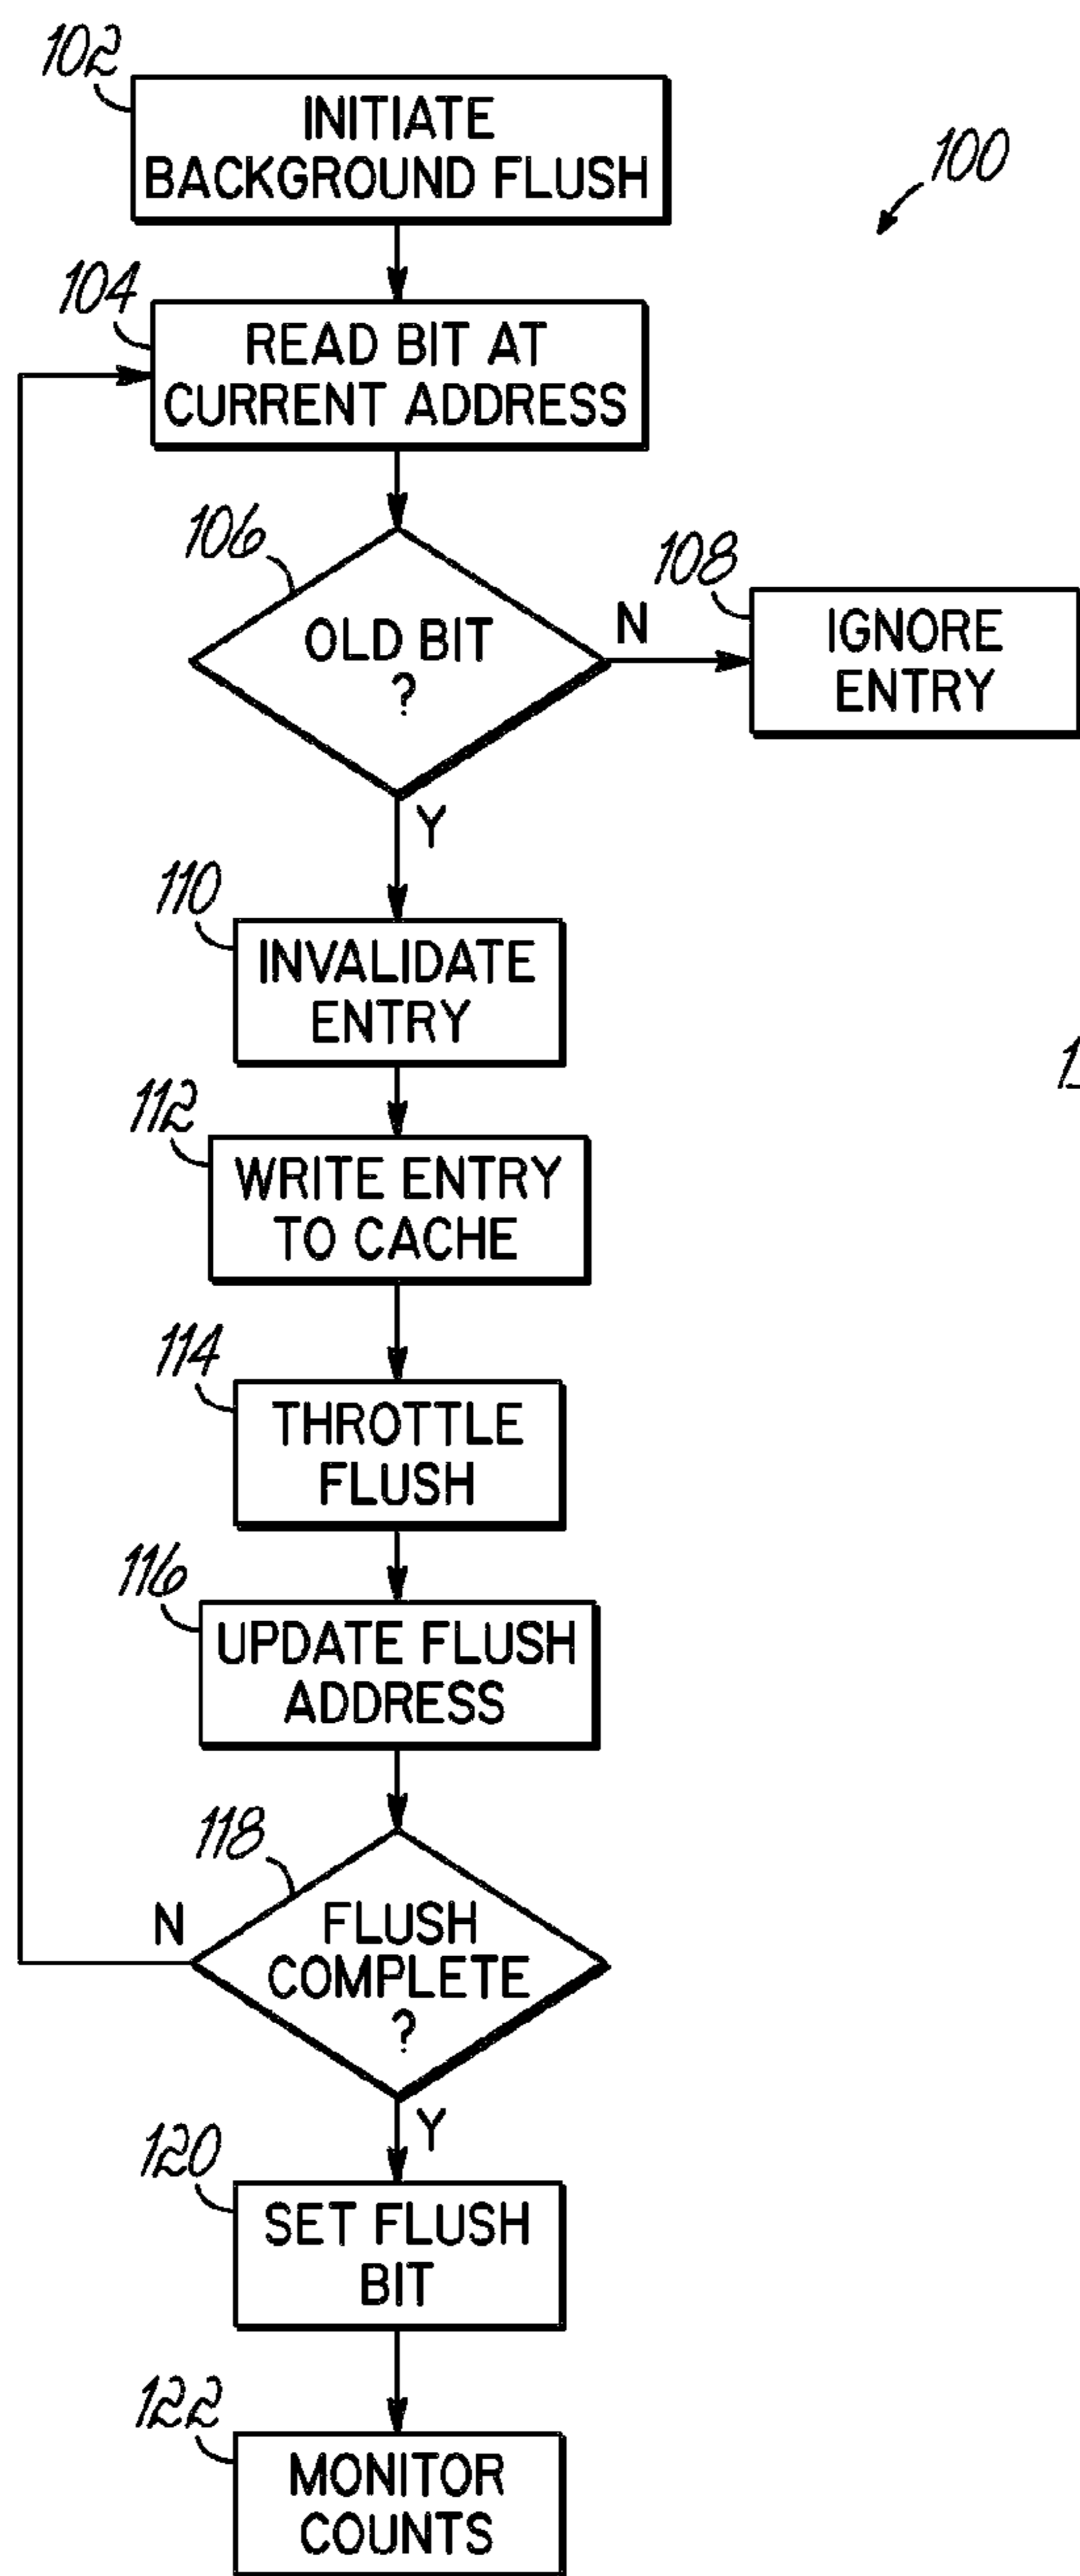 102
INITIATE
BACKGROUND FLUSH
100
104
READ BIT AT
CURRENT ADDRESS
106
OLD BIT
?
N
108
IGNORE
ENTRY
Y
110
INVALIDATE
ENTRY
112
WRITE ENTRY
TO CACHE
114
THROTTLE
FLUSH
116
UPDATE FLUSH
ADDRESS
118
N
FLUSH
COMPLETE
?
Y
120
SET FLUSH
BIT
122
MONITOR
COUNTS